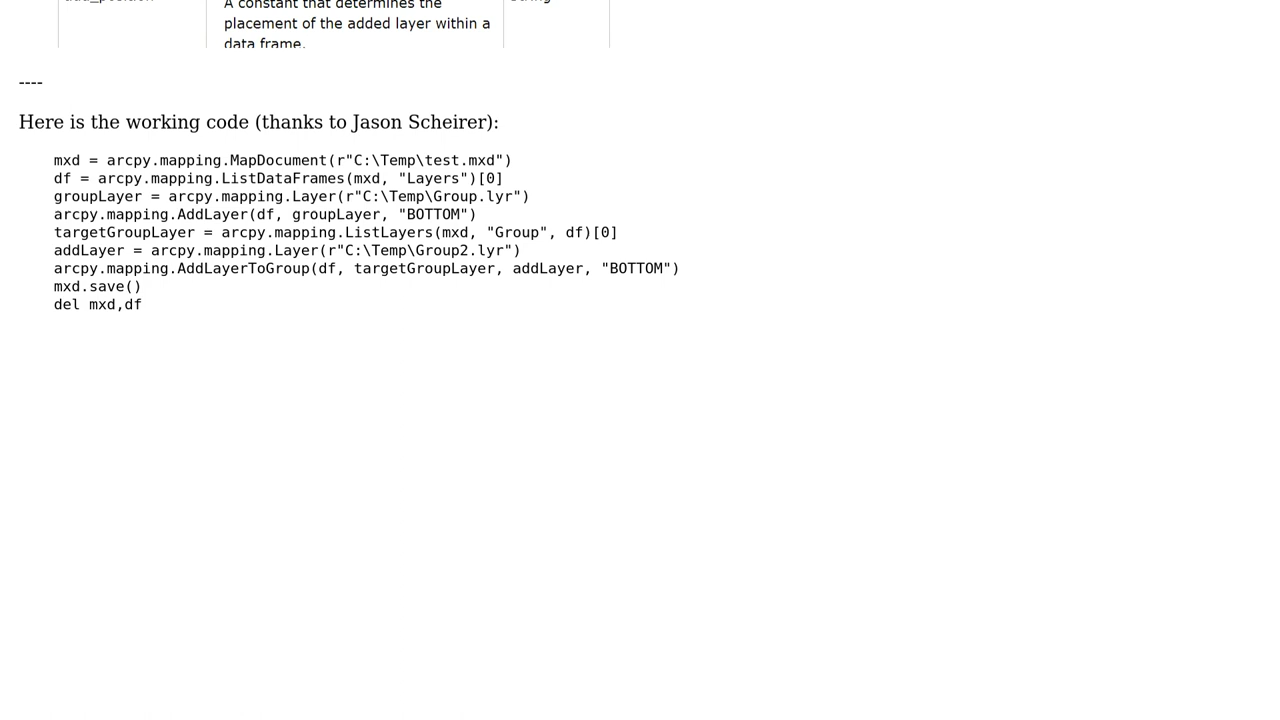 A constant that determines the
placement of the added layer within a
data frame.
----
Here is the working code (thanks to Jason Scheirer):
mxd = arcpy.mapping.MapDocument(r"C:\Temp\test.mxd")
df = arcpy.mapping.ListDataFrames(mxd, "Layers")[0]
groupLayer = arcpy.mapping.Layer(r"C:\Temp\Group.lyr")
arcpy.mapping.AddLayer(df, groupLayer, "BOTTOM")
targetGroupLayer = arcpy.mapping.ListLayers(mxd, "Group", df)[0]
addLayer = arcpy.mapping.Layer(r"C:\Temp\Group2.lyr")
arcpy.mapping.AddLayerToGroup(df, targetGroupLayer, addLayer, "BOTTOM")
mxd.save()
del mxd,df